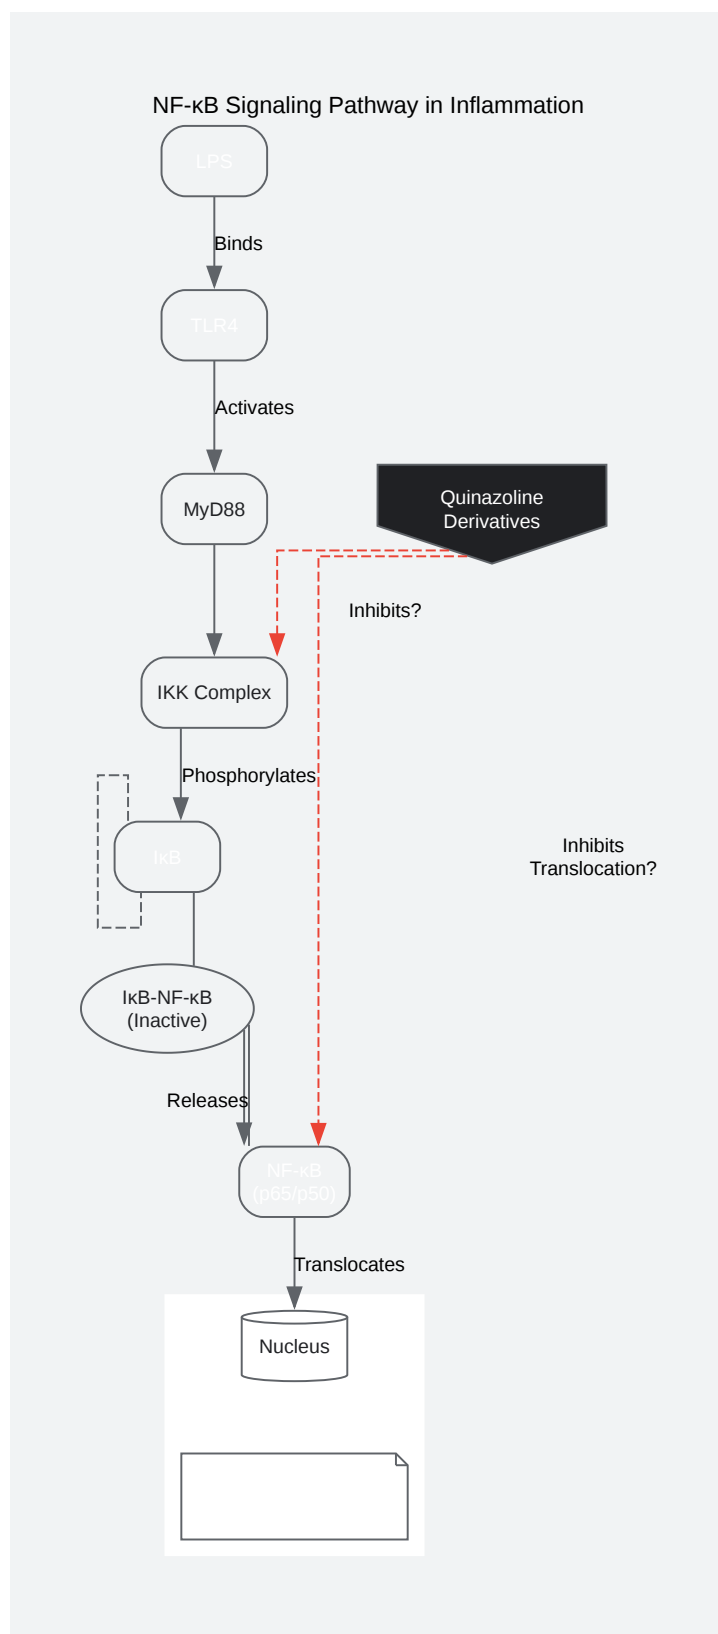 NF-κB Signaling Pathway in Inflammation
LPS
Binds
TLR4
Activates
MyD88
Quinazoline
Derivatives
Inhibits?
IKK Complex
Phosphorylates
Inhibits
Translocation?
IκB
IκB-NF-κB
(Inactive)
Releases
NF-κB
(p65/p50)
Translocates
Nucleus